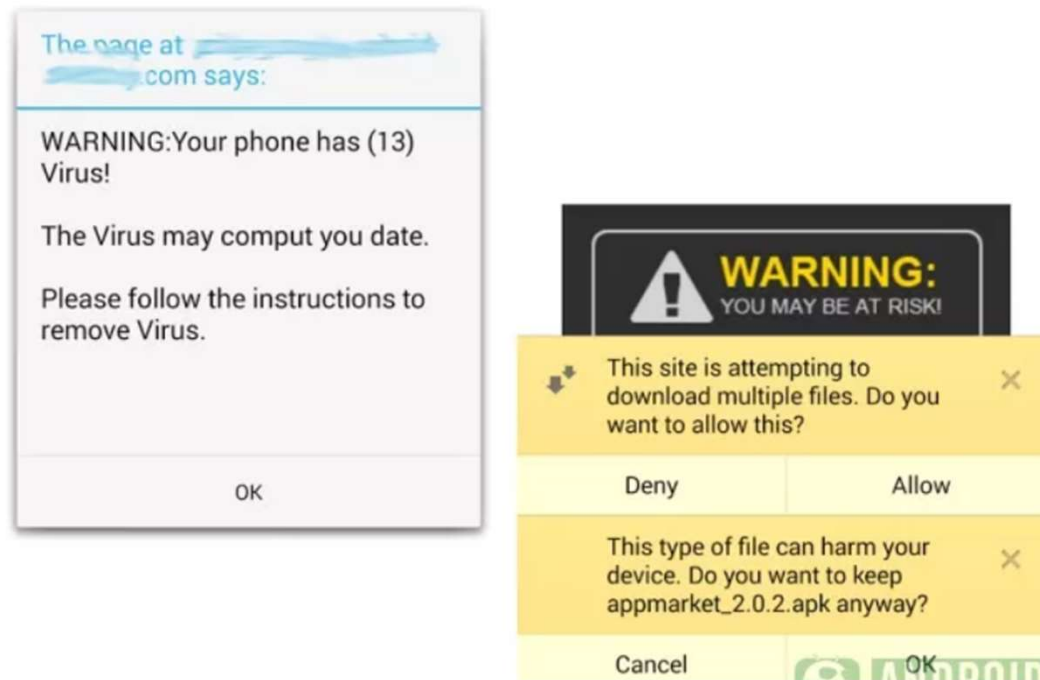 The page at
.com says:
WARNING:Your phone has (13)
Virus!
The Virus may comput you date.
Please follow the instructions to
remove Virus.
OK
WARNING:
YOU MAY BE AT RISK!
This site is attempting to
download multiple files. Do you
want to allow this?
Deny Allow
This type of file can harm your
device. Do you want to keep
appmarket_2.0.2.apk anyway?
Cancel OK
ANDROID